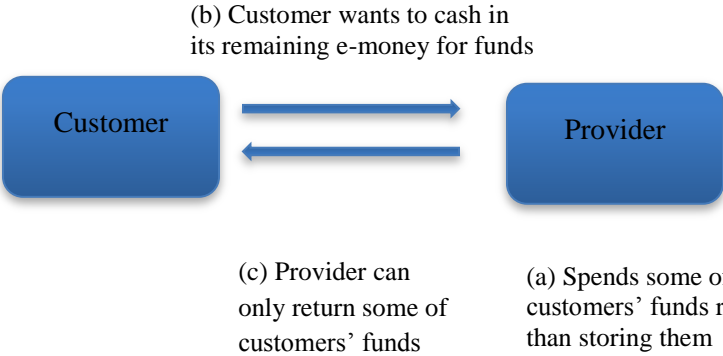 (b) Customer wants to cash in
its remaining e-money for funds
Customer
Provider
(c) Provider can
only return some of
customers’ funds
(a) Spends some
customers’ funds
than storing them